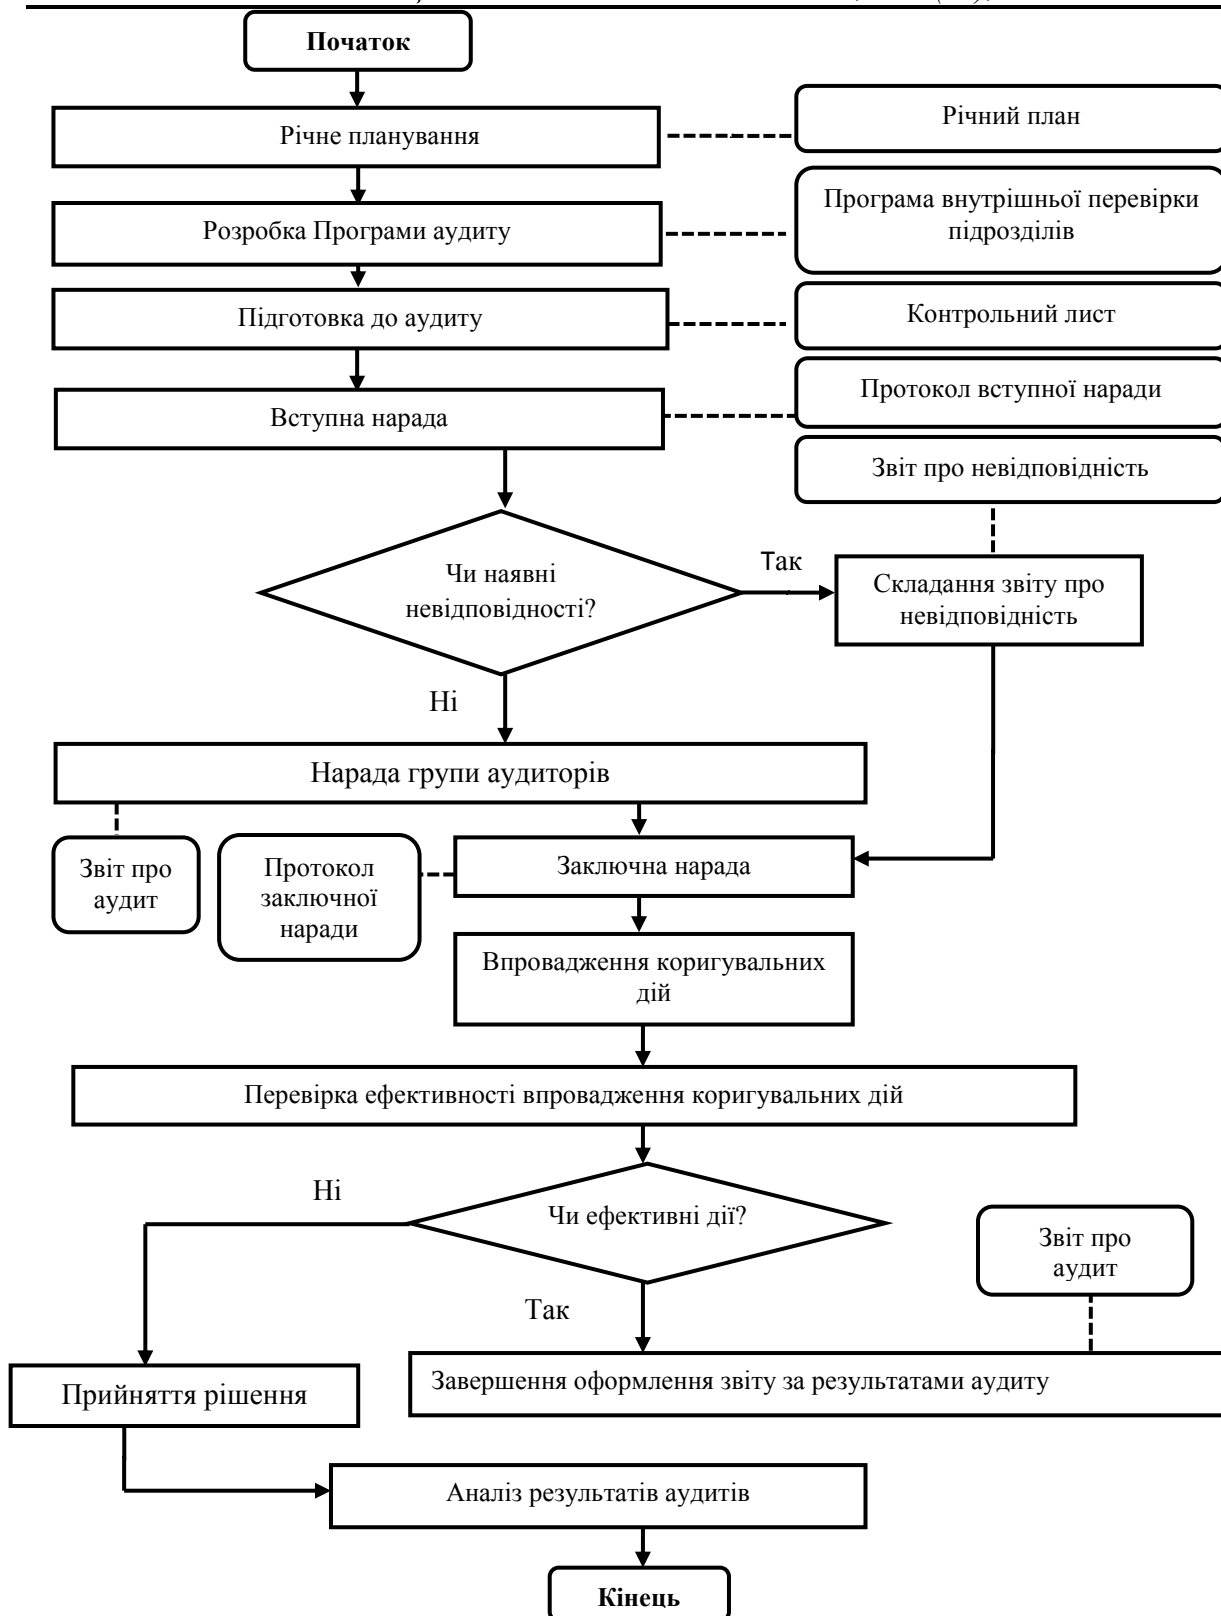 Початок
Річне планування
Річний план
Розробка Програми аудиту
Програма внутрішньої перевірки
підрозділів
Підготовка до аудиту
Контрольний лист
Вступна нарада
Протокол вступної наради
Звіт про невідповідність
Чи наявні
невідповідності?
Так
Складання звіту про
невідповідність
Ні
Нарада групи аудиторів
Звіт про
аудит
Протокол
заключної
наради
Заключна нарада
Впровадження коригувальних
дій
Перевірка ефективності впровадження коригувальних дій
Ні
Чи ефективні дії?
Звіт про
аудит
Так
Прийняття рішення
Завершення оформлення звіту за результатами аудиту
Аналіз результатів аудитів
Кінець